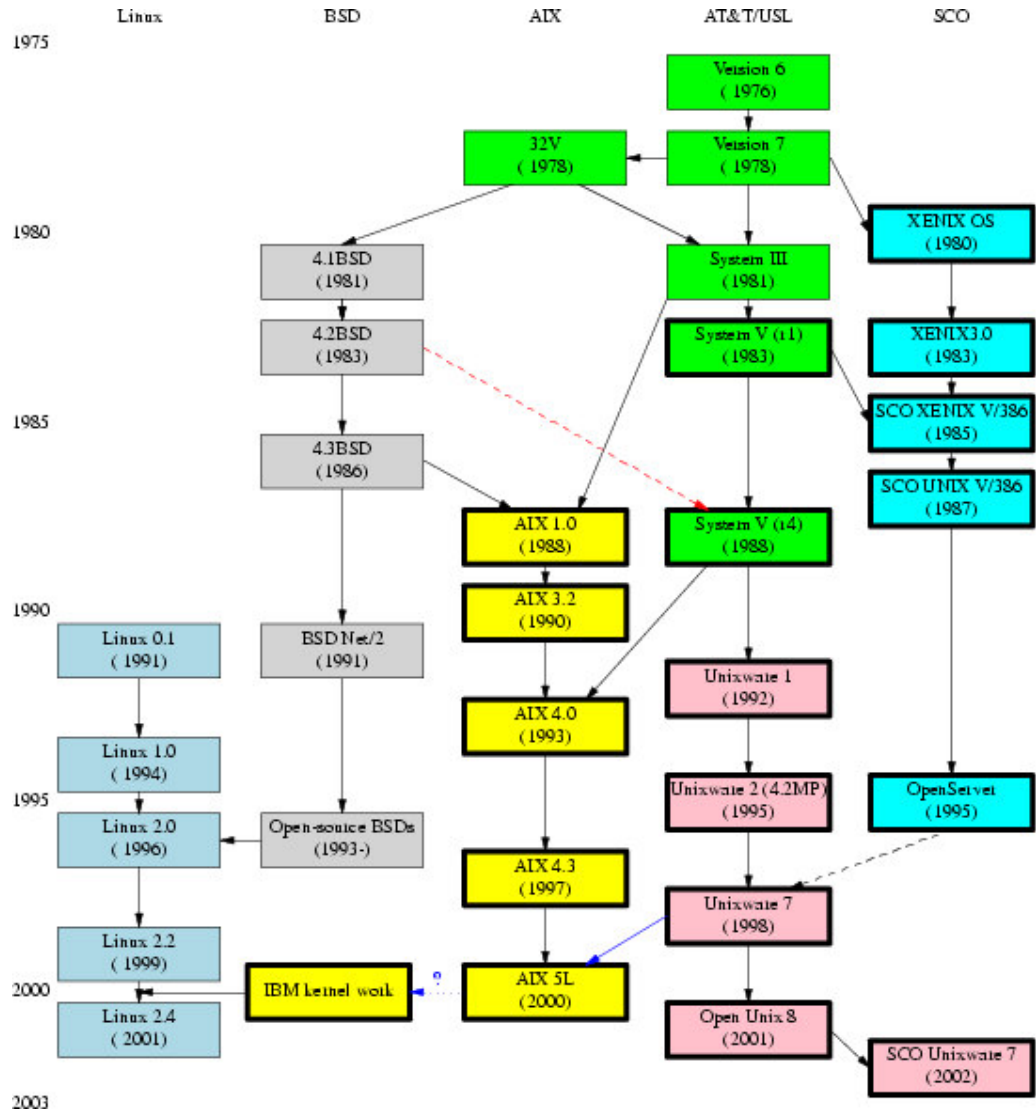 Linux BSD AIX AT&T/USL SCO
1975
Version 6
( 1976)
32V
( 1978)
Version 7
( 1978)
1980
XENIX OS
(1980)
4.1BSD
(1981)
System III
(1981)
4.2BSD
(1983)
System V (r1)
(1983)
XENIX3.0
(1983)
1985
SCO XENIX V/386
(1985)
4.3BSD
(1986)
SCO UNIX V/386
(1987)
AIX 1.0
(1988)
System V (r4)
(1988)
1990
AIX 3.2
(1990)
Linux 0.1
( 1991)
BSD Net/2
(1991)
Unixware 1
(1992)
AIX 4.0
(1993)
Linux 1.0
( 1994)
1995
Unixware 2 (4.2MP)
(1995)
OpenServer
(1995)
Linux 2.0
( 1996)
Open-source BSDs
(1993-)
AIX 4.3
(1997)
Unixware 7
(1998)
Linux 2.2
( 1999)
2000
IBM kernel work
?
AIX 5L
(2000)
Linux 2.4
( 2001)
Open Unix 8
(2001)
SCO Unixware 7
(2002)
2003